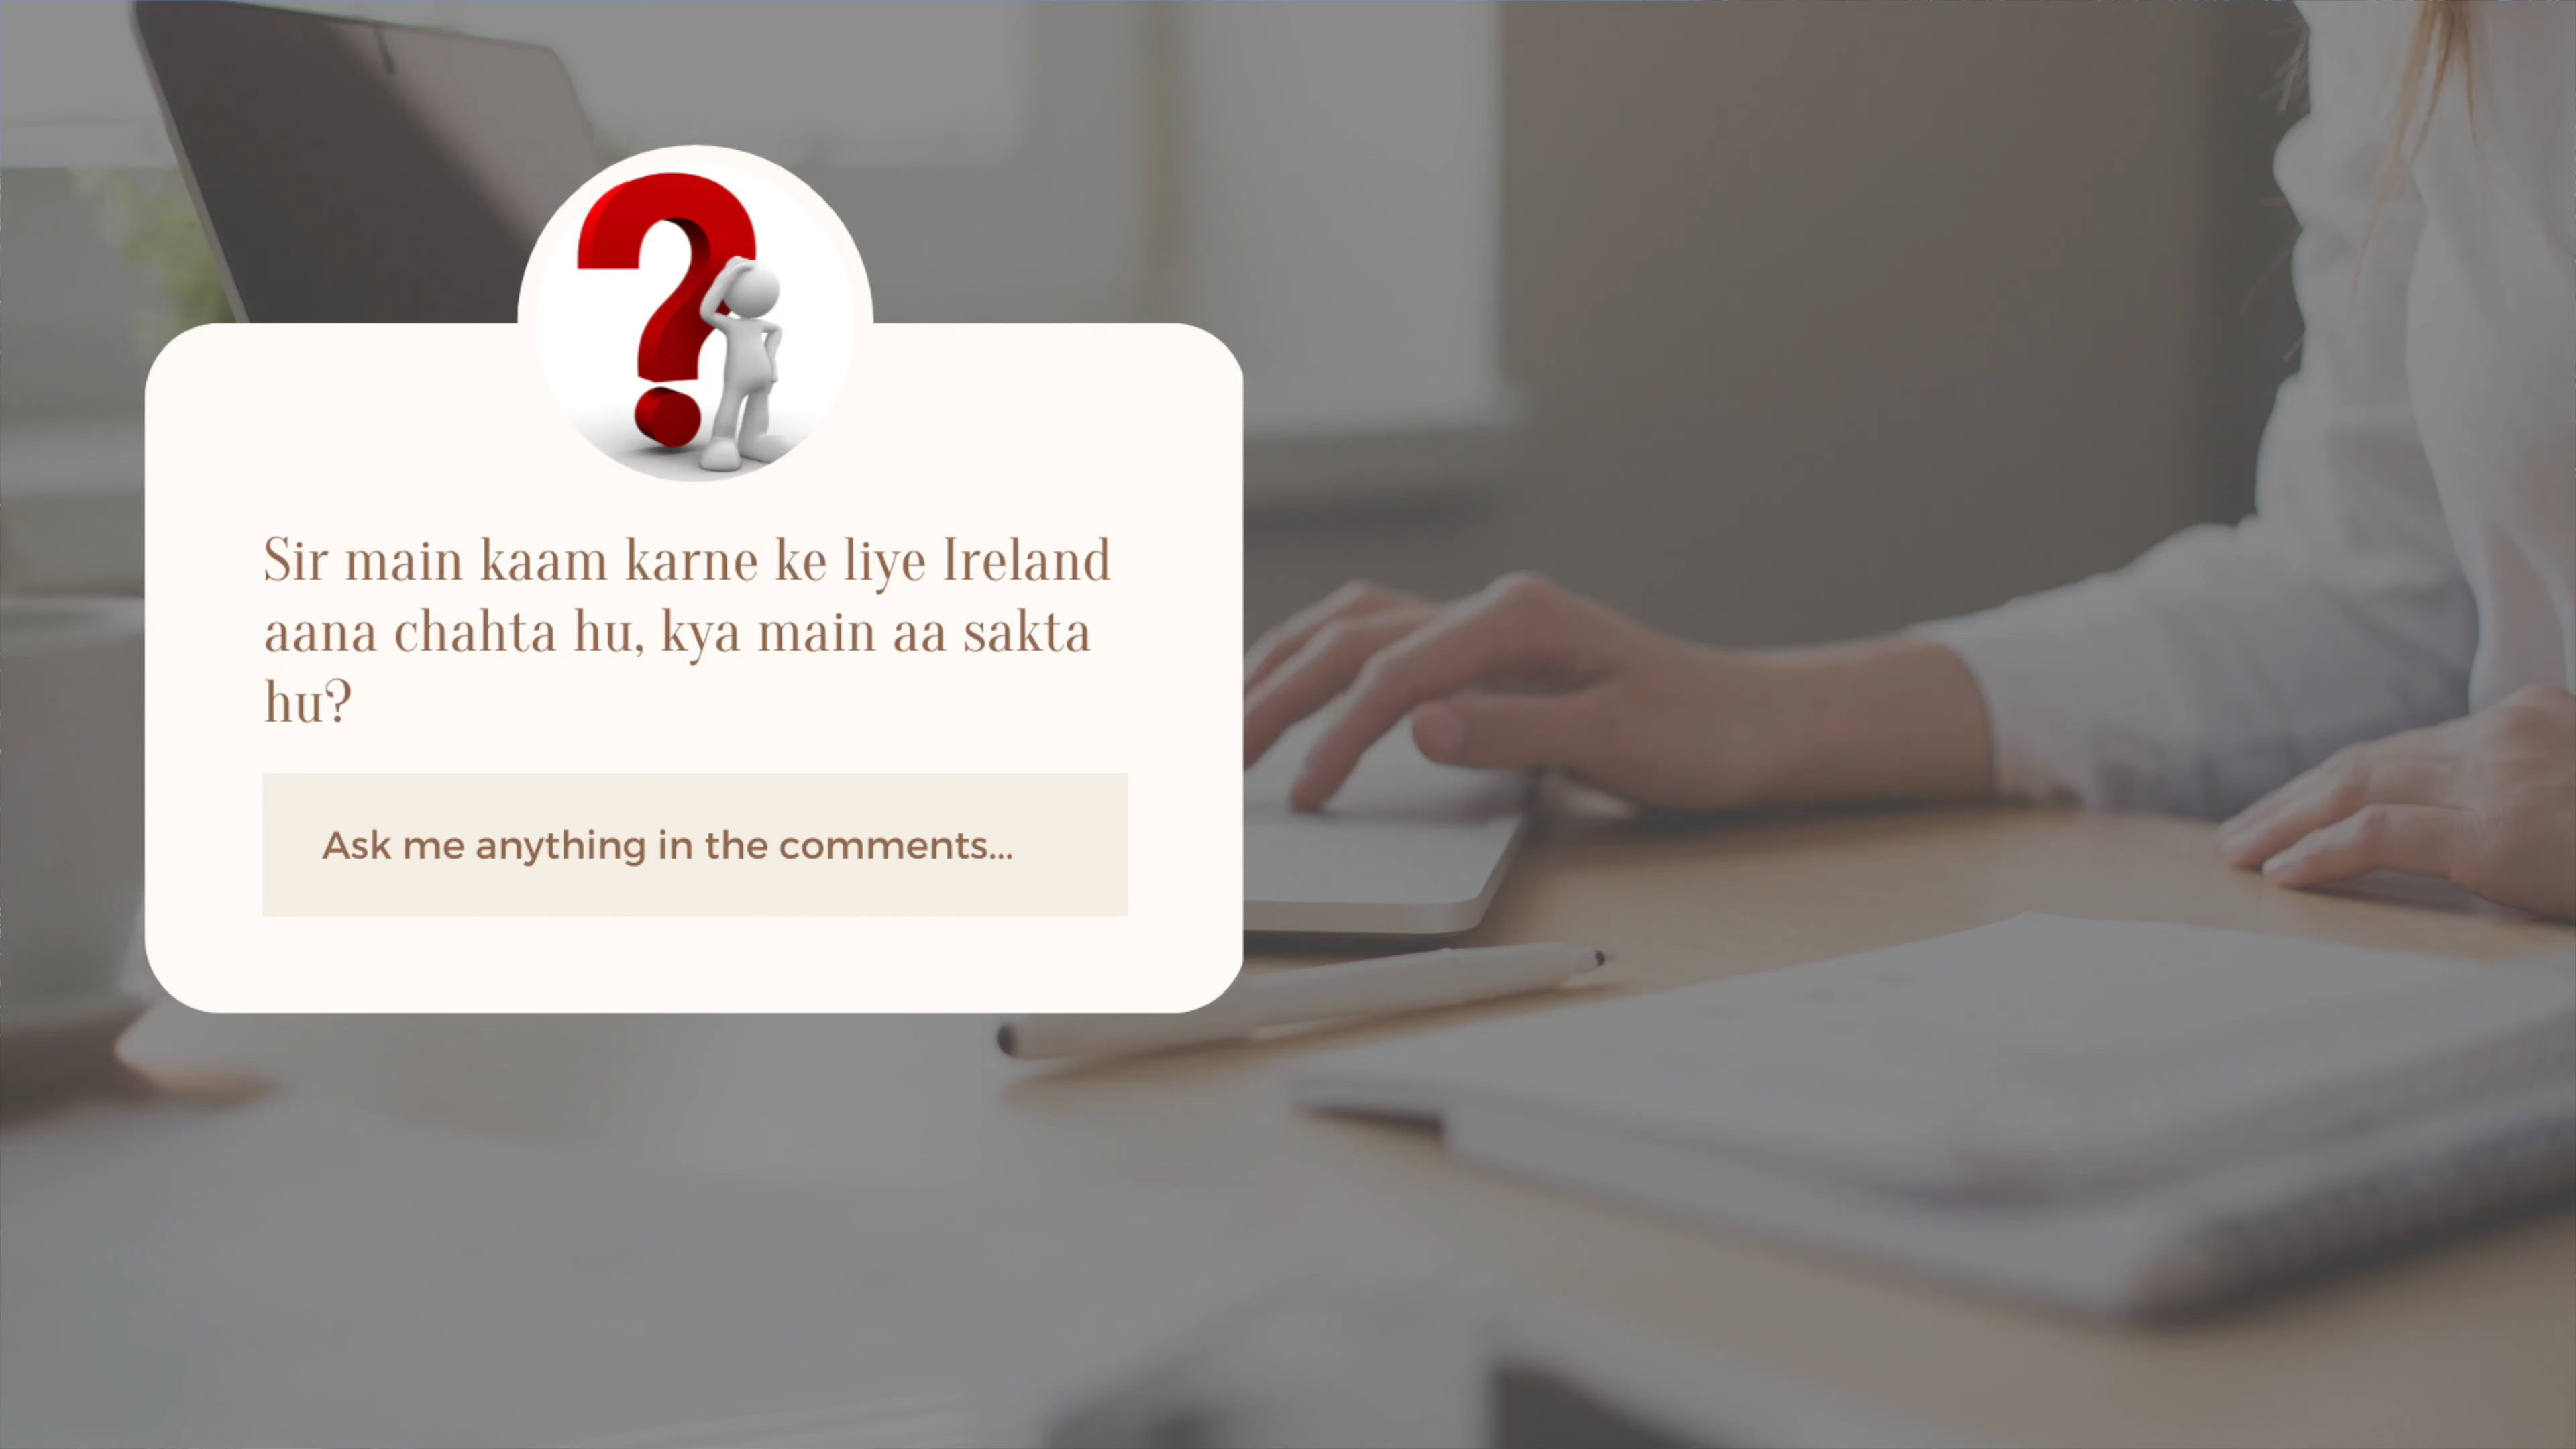 Sir main kaam karne ke liye Ireland
aana chahta hu, kya main aa sakta
hu?
Ask me anything in the comments...